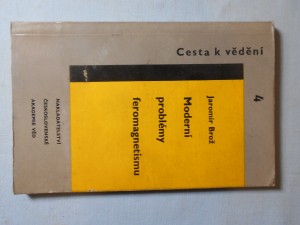 Cesta k vědění
4
Jaromír Brož
Moderní
problémy
feromagnetismu
NAKLADATELSTVÍ
ČESKOSLOVENSKÉ
AKADEMIE VĚD